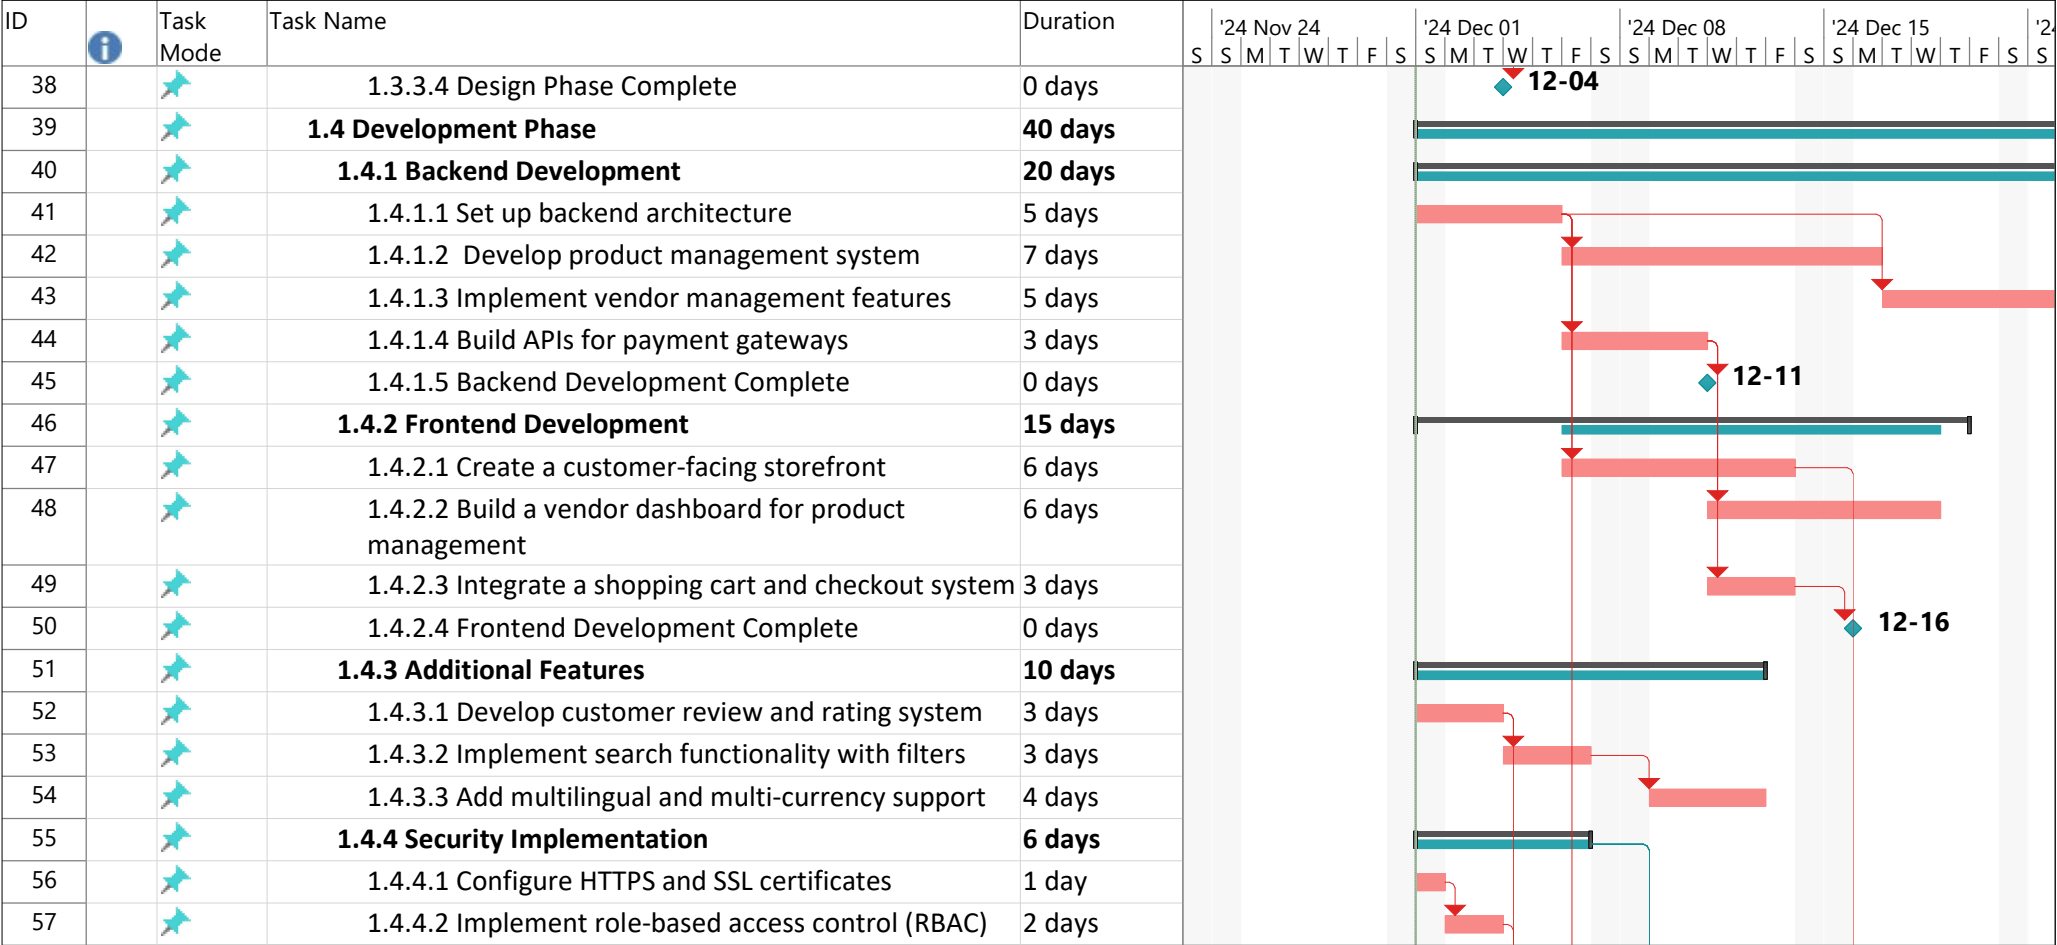 ID Task Mode Task Name Duration
'24 Nov 24 '24 Dec 01 '24 Dec 08 '24 Dec 15 '24
S S M T W T F S S M T W T F S S M T W T F S S M T W T F S S
38 1.3.3.4 Design Phase Complete 0 days 12-04
39 1.4 Development Phase 40 days
40 1.4.1 Backend Development 20 days
41 1.4.1.1 Set up backend architecture 5 days
42 1.4.1.2 Develop product management system 7 days
43 1.4.1.3 Implement vendor management features 5 days
44 1.4.1.4 Build APIs for payment gateways 3 days
45 1.4.1.5 Backend Development Complete 0 days 12-11
46 1.4.2 Frontend Development 15 days
47 1.4.2.1 Create a customer-facing storefront 6 days
48 1.4.2.2 Build a vendor dashboard for product 6 days
management
49 1.4.2.3 Integrate a shopping cart and checkout system 3 days
50 1.4.2.4 Frontend Development Complete 0 days 12-16
51 1.4.3 Additional Features 10 days
52 1.4.3.1 Develop customer review and rating system 3 days
53 1.4.3.2 Implement search functionality with filters 3 days
54 1.4.3.3 Add multilingual and multi-currency support 4 days
55 1.4.4 Security Implementation 6 days
56 1.4.4.1 Configure HTTPS and SSL certificates 1 day
57 1.4.4.2 Implement role-based access control (RBAC) 2 days